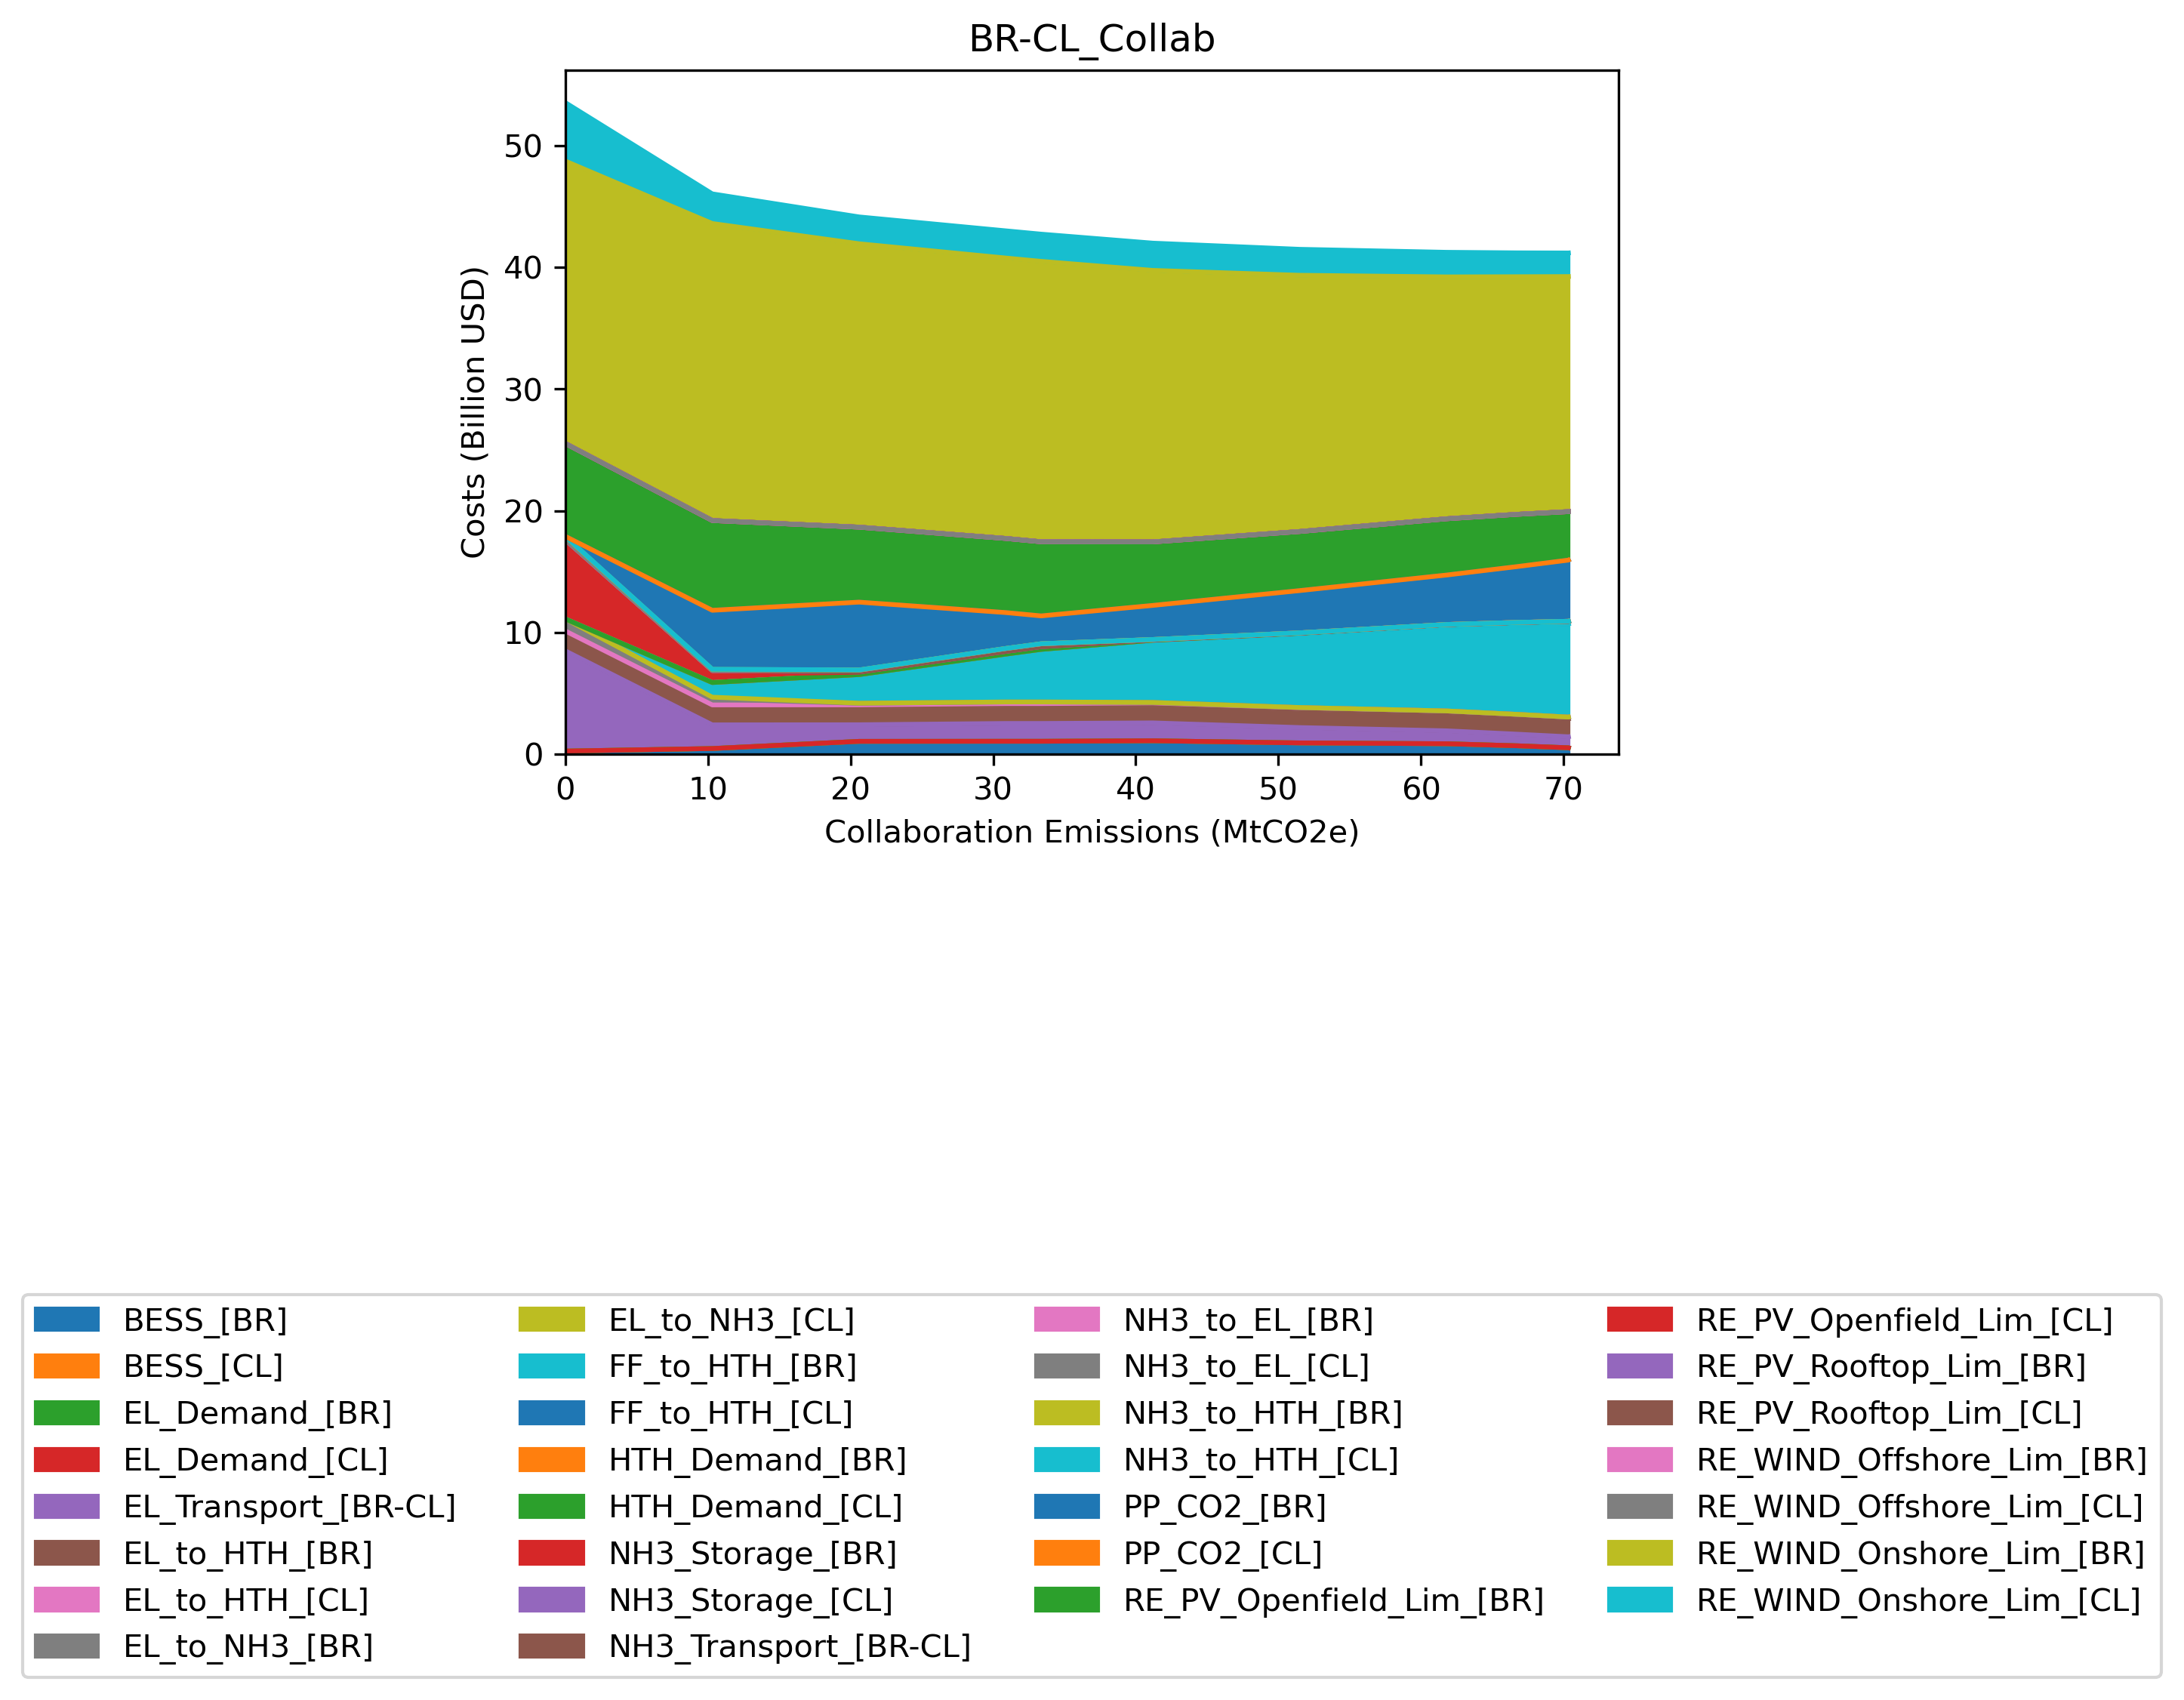 BR-CL_Collab
Costs (Billion USD)
50
40
30
20
10
0
0 10 20 30 40 50 60 70
Collaboration Emissions (MtCO2e)
BESS_[BR]
BESS_[CL]
EL_Demand_[BR]
EL_Demand_[CL]
EL_Transport_[BR-CL]
EL_to_HTH_[BR]
EL_to_HTH_[CL]
EL_to_NH3_[BR]
EL_to_NH3_[CL]
FF_to_HTH_[BR]
FF_to_HTH_[CL]
HTH_Demand_[BR]
HTH_Demand_[CL]
NH3_Storage_[BR]
NH3_Storage_[CL]
NH3_Transport_[BR-CL]
NH3_to_EL_[BR]
NH3_to_EL_[CL]
NH3_to_HTH_[BR]
NH3_to_HTH_[CL]
PP_CO2_[BR]
PP_CO2_[CL]
RE_PV_Openfield_Lim_[BR]
RE_PV_Openfield_Lim_[CL]
RE_PV_Rooftop_Lim_[BR]
RE_PV_Rooftop_Lim_[CL]
RE_WIND_Offshore_Lim_[BR]
RE_WIND_Offshore_Lim_[CL]
RE_WIND_Onshore_Lim_[BR]
RE_WIND_Onshore_Lim_[CL]